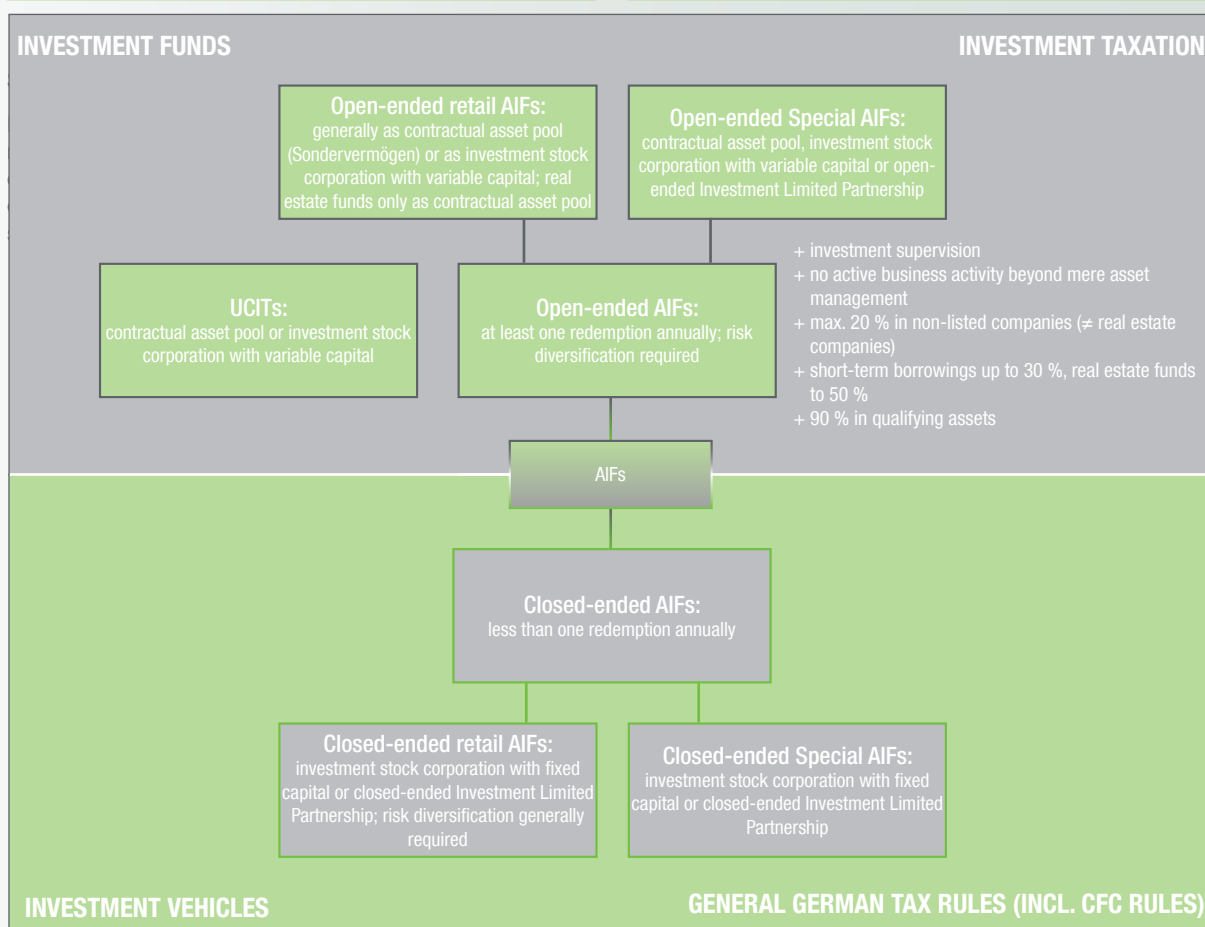 INVESTMENT FUNDS
INVESTMENT TAXATION
Open-ended retail AIFs:
generally as contractual asset pool
(Sondervermögen) or as investment stock
corporation with variable capital; real
estate funds only as contractual asset pool
Open-ended Special AIFs:
contractual asset pool, investment stock
corporation with variable capital or open-
ended Investment Limited Partnership
UCITs:
contractual asset pool or investment stock
corporation with variable capital
Open-ended AIFs:
at least one redemption annually; risk
diversification required
+ investment supervision
+ no active business activity beyond mere asset
management
+ max. 20 % in non-listed companies (≠ real estate
companies)
+ short-term borrowings up to 30 %, real estate funds
to 50 %
+ 90 % in qualifying assets
AIFs
Closed-ended AIFs:
less than one redemption annually
Closed-ended retail AIFs:
investment stock corporation with fixed
capital or closed-ended Investment Limited
Partnership; risk diversification generally
required
Closed-ended Special AIFs:
investment stock corporation with fixed
capital or closed-ended Investment Limited
Partnership
INVESTMENT VEHICLES
GENERAL GERMAN TAX RULES (INCL. CFC RULES)